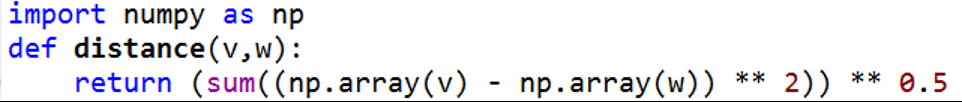 import numpy as np
def distance(v,w):
    return (sum((np.array(v) - np.array(w)) ** 2)) ** 0.5